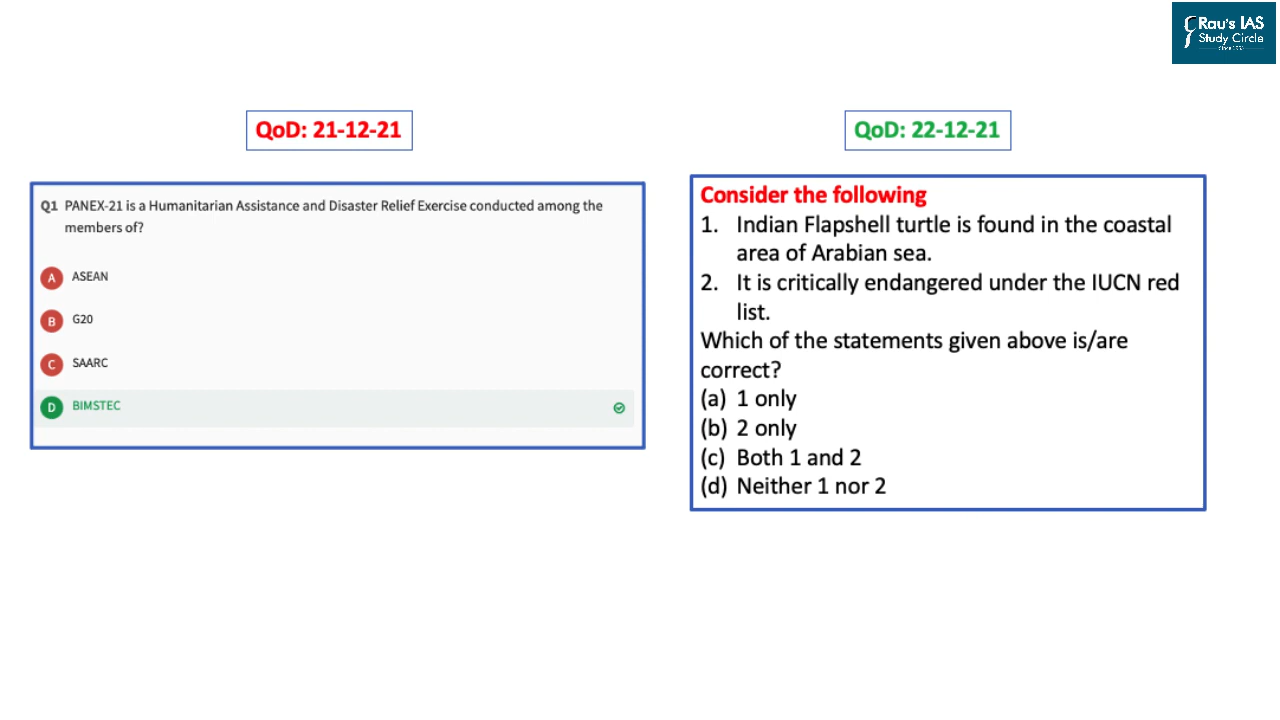 Rau's IAS
Study Circle
QoD: 21-12-21
Q1 PANEX-21 is a Humanitarian Assistance and Disaster Relief Exercise conducted among the
members of?
A ASEAN
B G20
C SAARC
D BIMSTEC
QoD: 22-12-21
Consider the following
1. Indian Flapshell turtle is found in the coastal
area of Arabian sea.
2. It is critically endangered under the IUCN red
list.
Which of the statements given above is/are
correct?
(a) 1 only
(b) 2 only
(c) Both 1 and 2
(d) Neither 1 nor 2